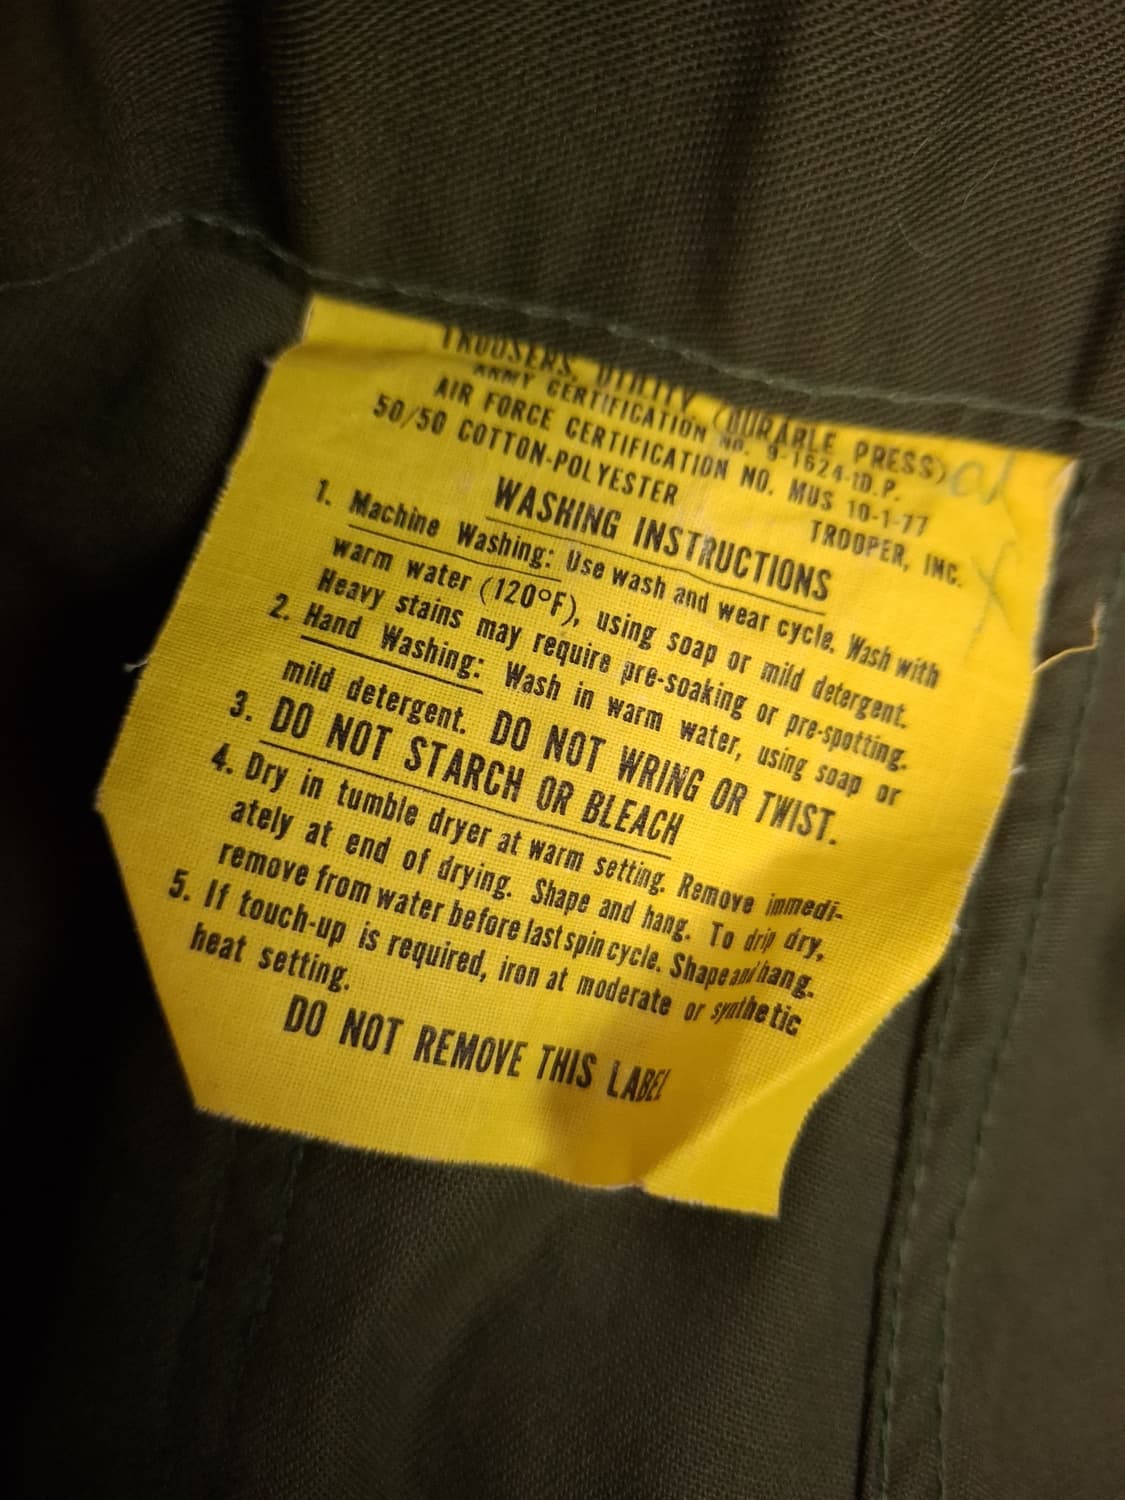 TROUSERS, UTILITY (DURABLE PRESS)
ARMY CERTIFICATION NO. 9-1624-1D.P.
AIR FORCE CERTIFICATION NO. MUS 10-1-77
50/50 COTTON-POLYESTER TROOPER, INC.
WASHING INSTRUCTIONS
1. Machine Washing: Use wash and wear cycle. Wash with
warm water (120°F), using soap or mild detergent.
Heavy stains may require pre-soaking or pre-spotting.
2. Hand Washing: Wash in warm water, using soap or
mild detergent. DO NOT WRING OR TWIST.
3. DO NOT STARCH OR BLEACH
4. Dry in tumble dryer at warm setting. Remove immedi-
ately at end of drying. Shape and hang. To drip dry,
remove from water before last spin cycle. Shape and hang.
5. If touch-up is required, iron at moderate or synthetic
heat setting.
DO NOT REMOVE THIS LABEL